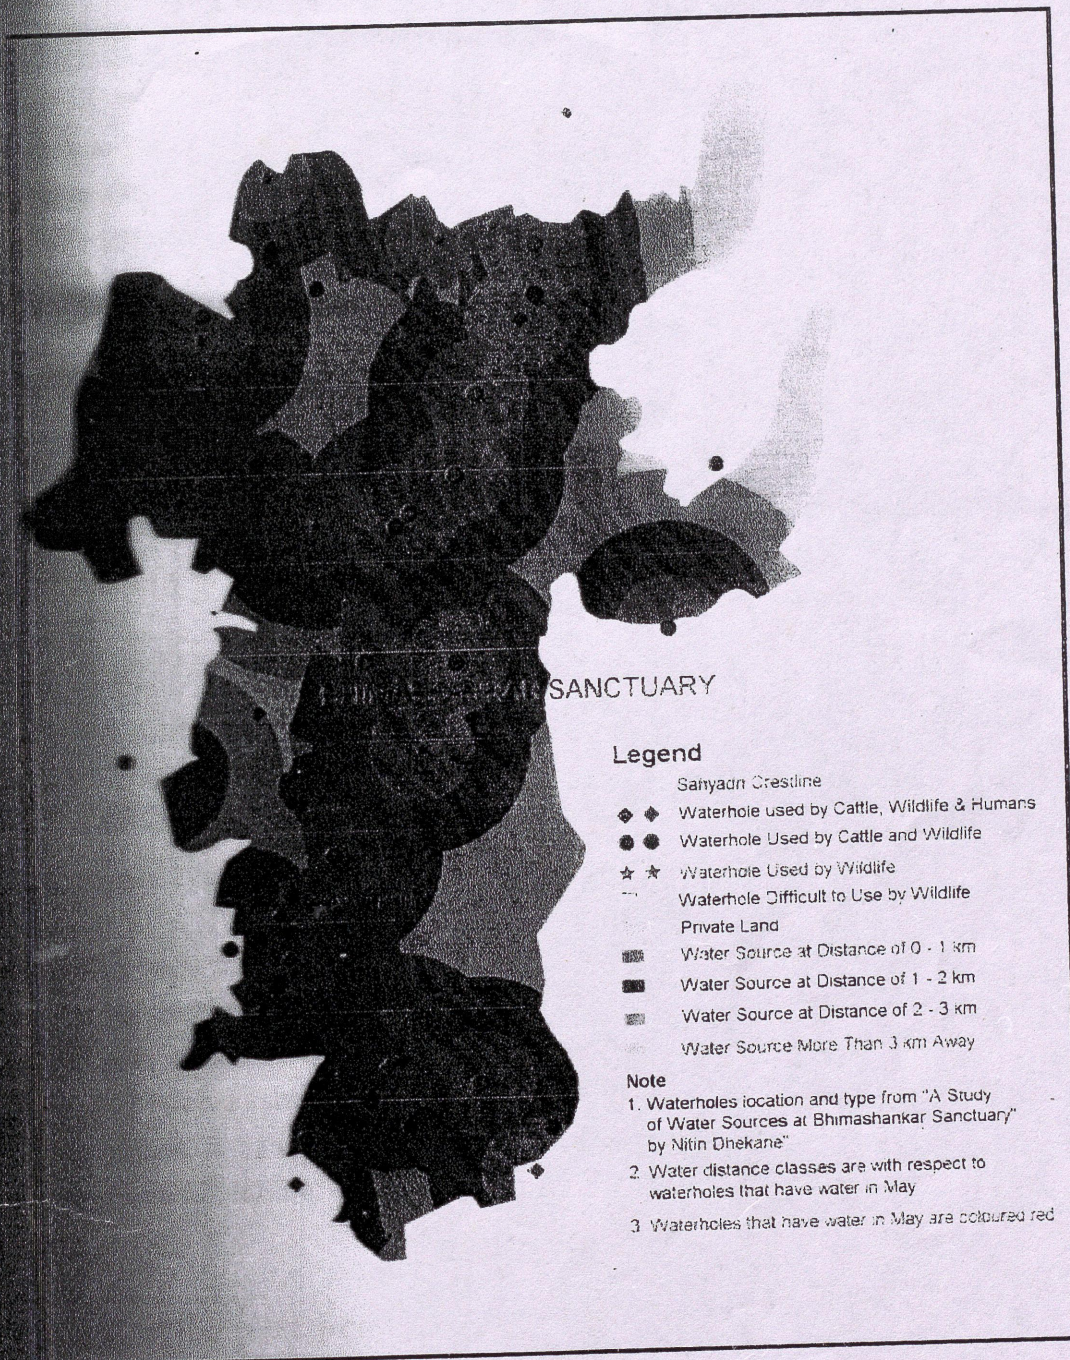 SANCTUARY
Legend
Sahyadri Crestline
Waterhole used by Cattle, Wildlife & Humans
Waterhole Used by Cattle and Wildlife
Waterhole Used by Wildlife
Waterhole Difficult to Use by Wildlife
Private Land
Water Source at Distance of 0 - 1 km
Water Source at Distance of 1 - 2 km
Water Source at Distance of 2 - 3 km
Water Source More Than 3 km Away
Note
1. Waterholes location and type from "A Study
of Water Sources at Bhimashankar Sanctuary"
by Nitin Dhekane"
2. Water distance classes are with respect to
waterholes that have water in May
3 Waterholes that have water in May are coloured red